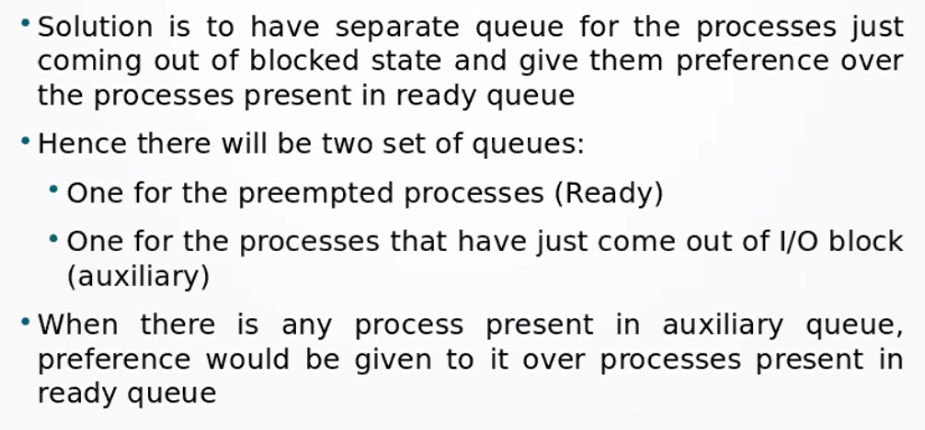 • Solution is to have separate queue for the processes just
coming out of blocked state and give them preference over
the processes present in ready queue
• Hence there will be two set of queues:
• One for the preempted processes (Ready)
• One for the processes that have just come out of I/O block
(auxiliary)
• When there is any process present in auxiliary queue,
preference would be given to it over processes present in
ready queue